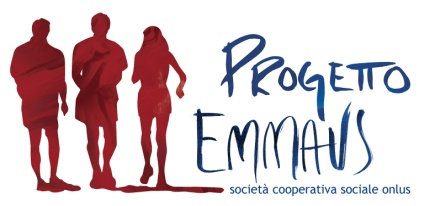 PROGETTO
EMMAUS
società cooperativa sociale onlus